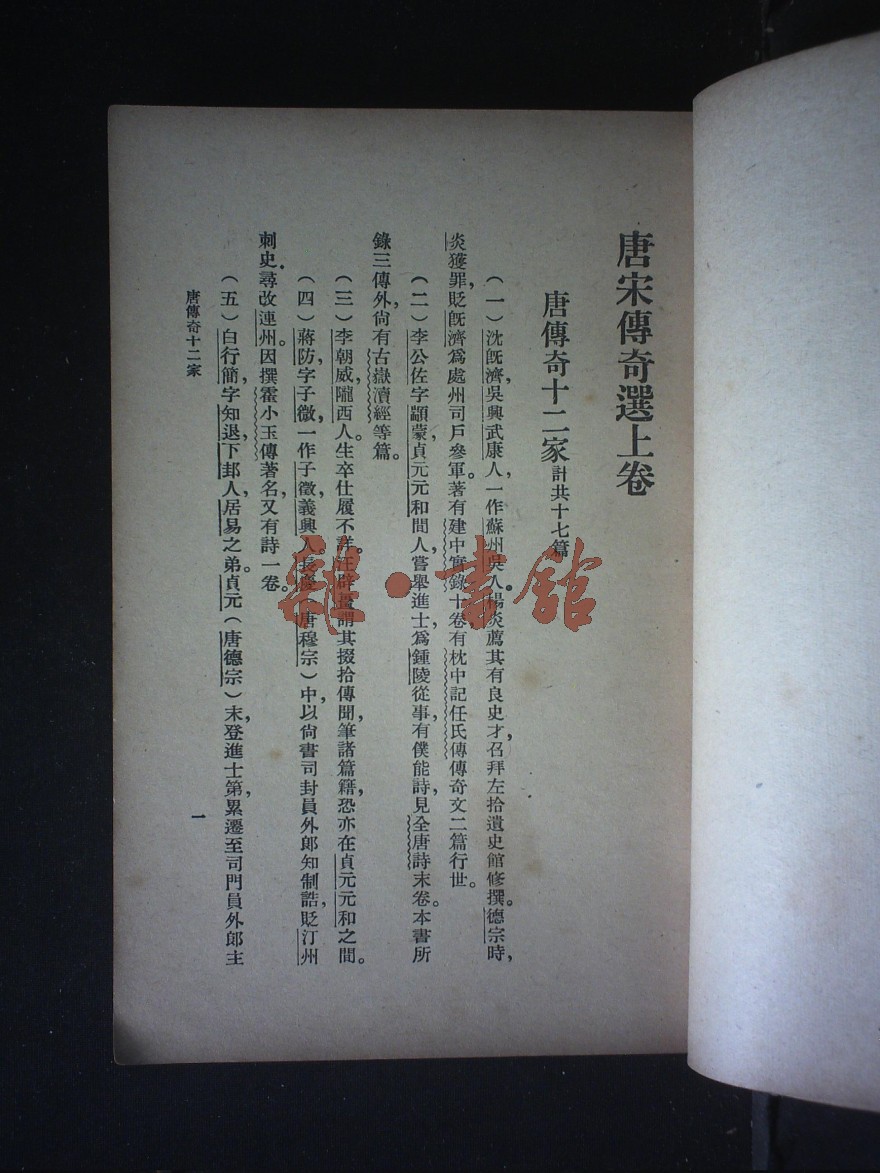 唐宋傳奇選上卷
唐傳奇十二家 計共十七篇
（一）沈旣濟，吳興武康人，一作蘇州吳人。楊炎薦其有良史才，召拜左拾遺史館修撰。德宗時，
炎獲罪，貶旣濟爲處州司戶參軍。著有建中實錄十卷，有枕中記任氏傳傳奇文二篇行世。
（二）李公佐字顓蒙，貞元元和間人，嘗舉進士，爲鍾陵從事，有僕能詩，見全唐詩末卷。本書所
錄三傳外，尙有古嶽瀆經等篇。
（三）李朝威，隴西人。生卒仕履不詳。汪辟疆謂其掇拾傳聞，筆諸篇籍，恐亦在貞元元和之間。
（四）蔣防字子微，一作子徵，義興人。長慶（唐穆宗）中，以尙書司封員外郎知制誥，貶汀州
刺史，尋改連州。因撰霍小玉傳著名，又有詩一卷。
（五）白行簡，字知退，下邽人，居易之弟。貞元（唐德宗）末，登進士第，累遷至司門員外郎主
唐傳奇十二家
一
書館